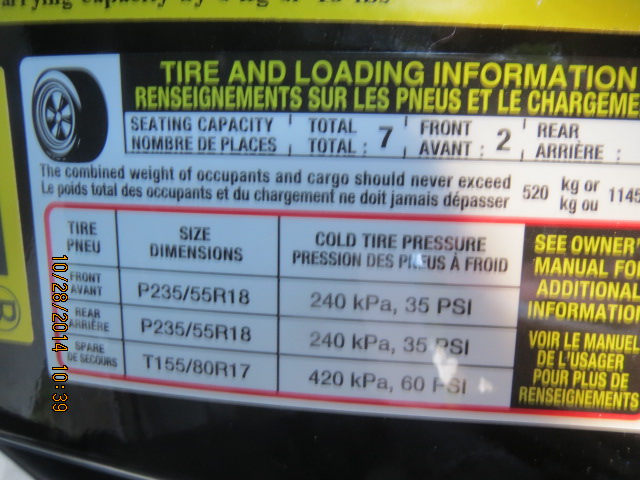 arrying capacity by
TIRE AND LOADING INFORMATION
RENSEIGNEMENTS SUR LES PNEUS ET LE CHARGEME
SEATING CAPACITY
NOMBRE DE PLACES
TOTAL
TOTAL : 7
FRONT
AVANT : 2
REAR
ARRIÈRE :
The combined weight of occupants and cargo should never exceed
Le poids total des occupants et du chargement ne doit jamais dépasser
520 kg or
kg ou 1145
TIRE
PNEU
SIZE
DIMENSIONS
COLD TIRE PRESSURE
PRESSION DES PNEUS À FROID
FRONT
AVANT
P235/55R18
240 kPa, 35 PSI
REAR
ARRIÈRE
P235/55R18
240 kPa, 35 PSI
SPARE
DE SECOURS
T155/80R17
420 kPa, 60 PSI
SEE OWNER'
MANUAL FO
ADDITIONAL
INFORMATIO
VOIR LE MANUEL
DE L'USAGER
POUR PLUS DE
RENSEIGNEMENTS
10/28/2014 10:39
R